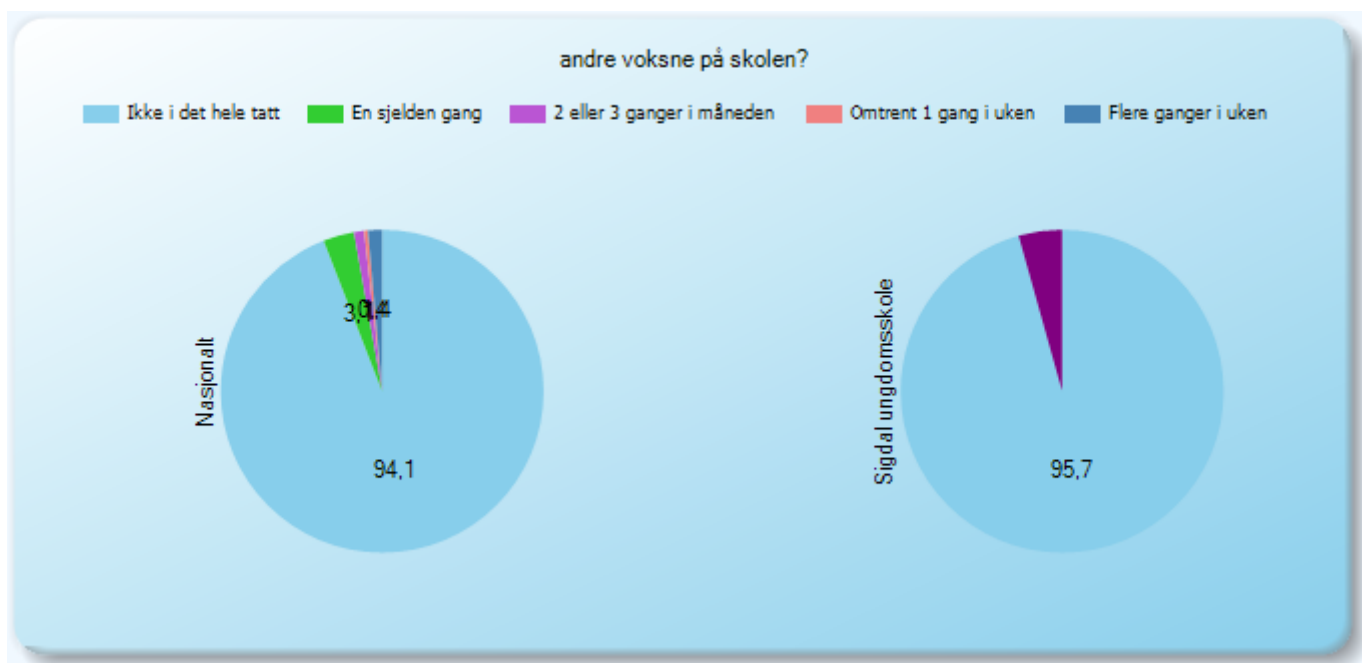 andre voksne på skolen?
Ikke i det hele tatt
En sjelden gang
2 eller 3 ganger i måneden
Omtrent 1 gang i uken
Flere ganger i uken
Nasjonalt
94,1
Sigdal ungdomsskole
95,7